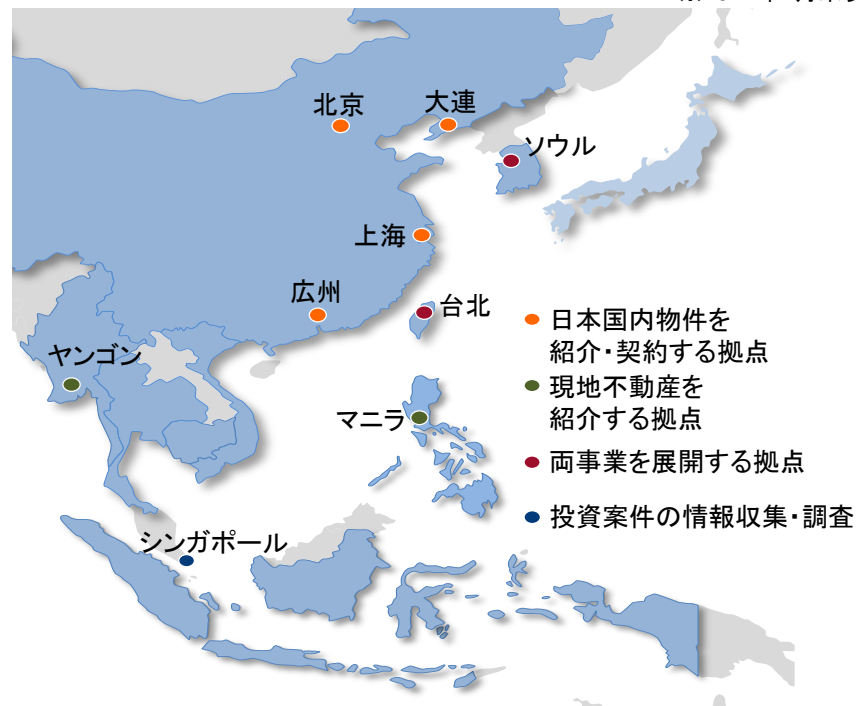 北京
大連
ソウル
上海
広州
台北
ヤンゴン
マニラ
シンガポール
日本国内物件を
紹介・契約する拠点
現地不動産を
紹介する拠点
両事業を展開する拠点
投資案件の情報収集・調査